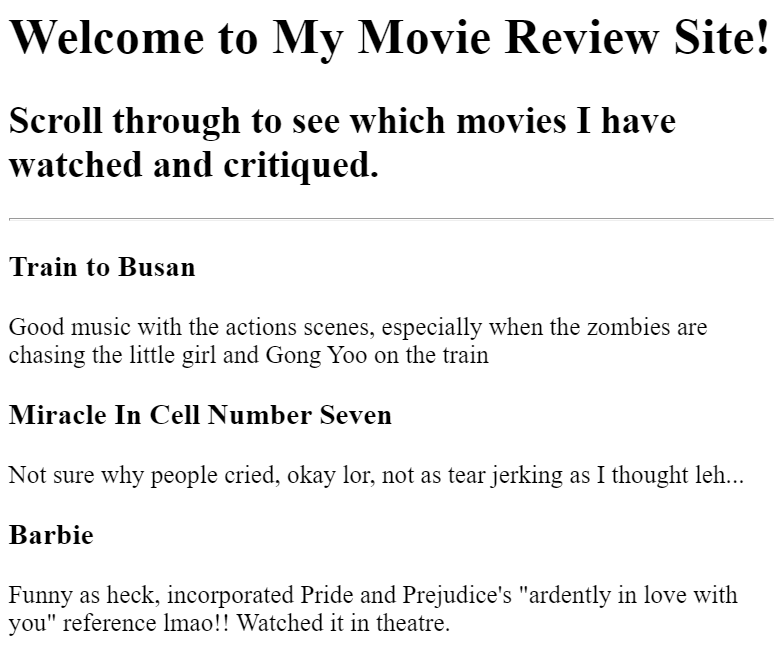 Welcome to My Movie Review Site!
Scroll through to see which movies I have
watched and critiqued.
Train to Busan
Good music with the actions scenes, especially when the zombies are
chasing the little girl and Gong Yoo on the train
Miracle In Cell Number Seven
Not sure why people cried, okay lor, not as tear jerking as I thought leh...
Barbie
Funny as heck, incorporated Pride and Prejudice's "ardently in love with
you" reference lmao!! Watched it in theatre.